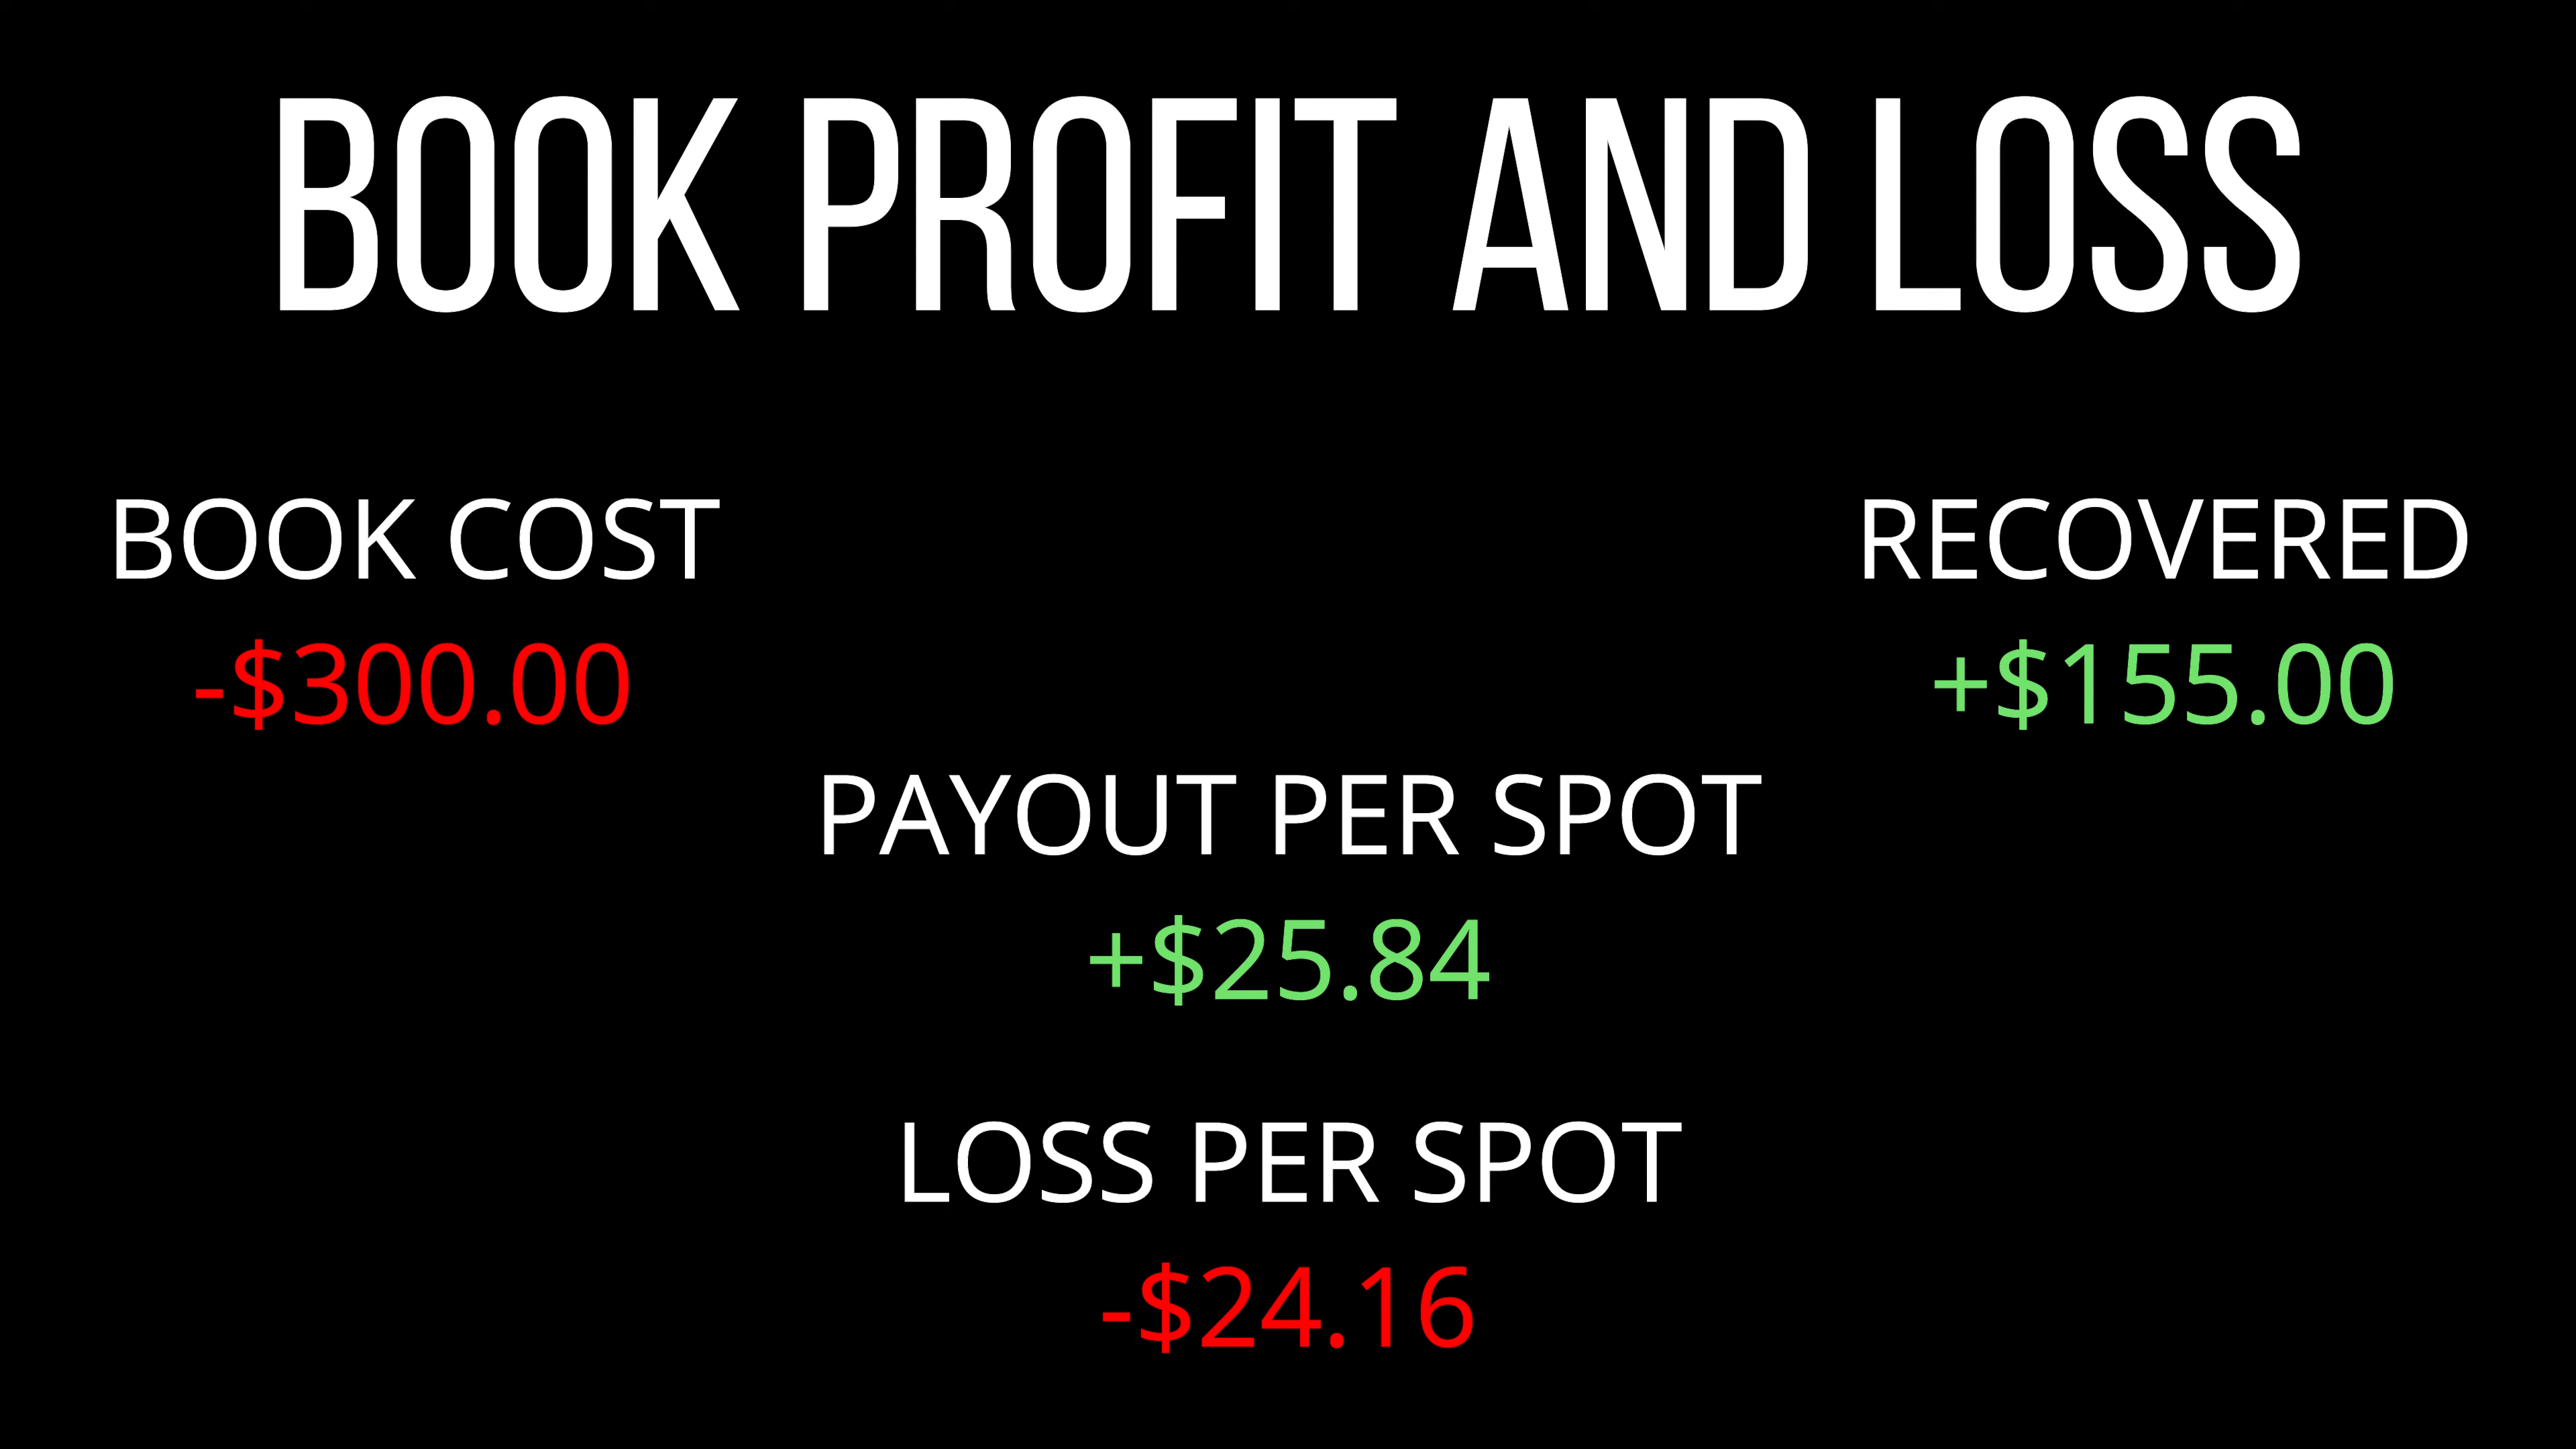 BOOK PROFIT AND LOSS
BOOK COST
-$300.00
RECOVERED
+$155.00
PAYOUT PER SPOT
+$25.84
LOSS PER SPOT
-$24.16